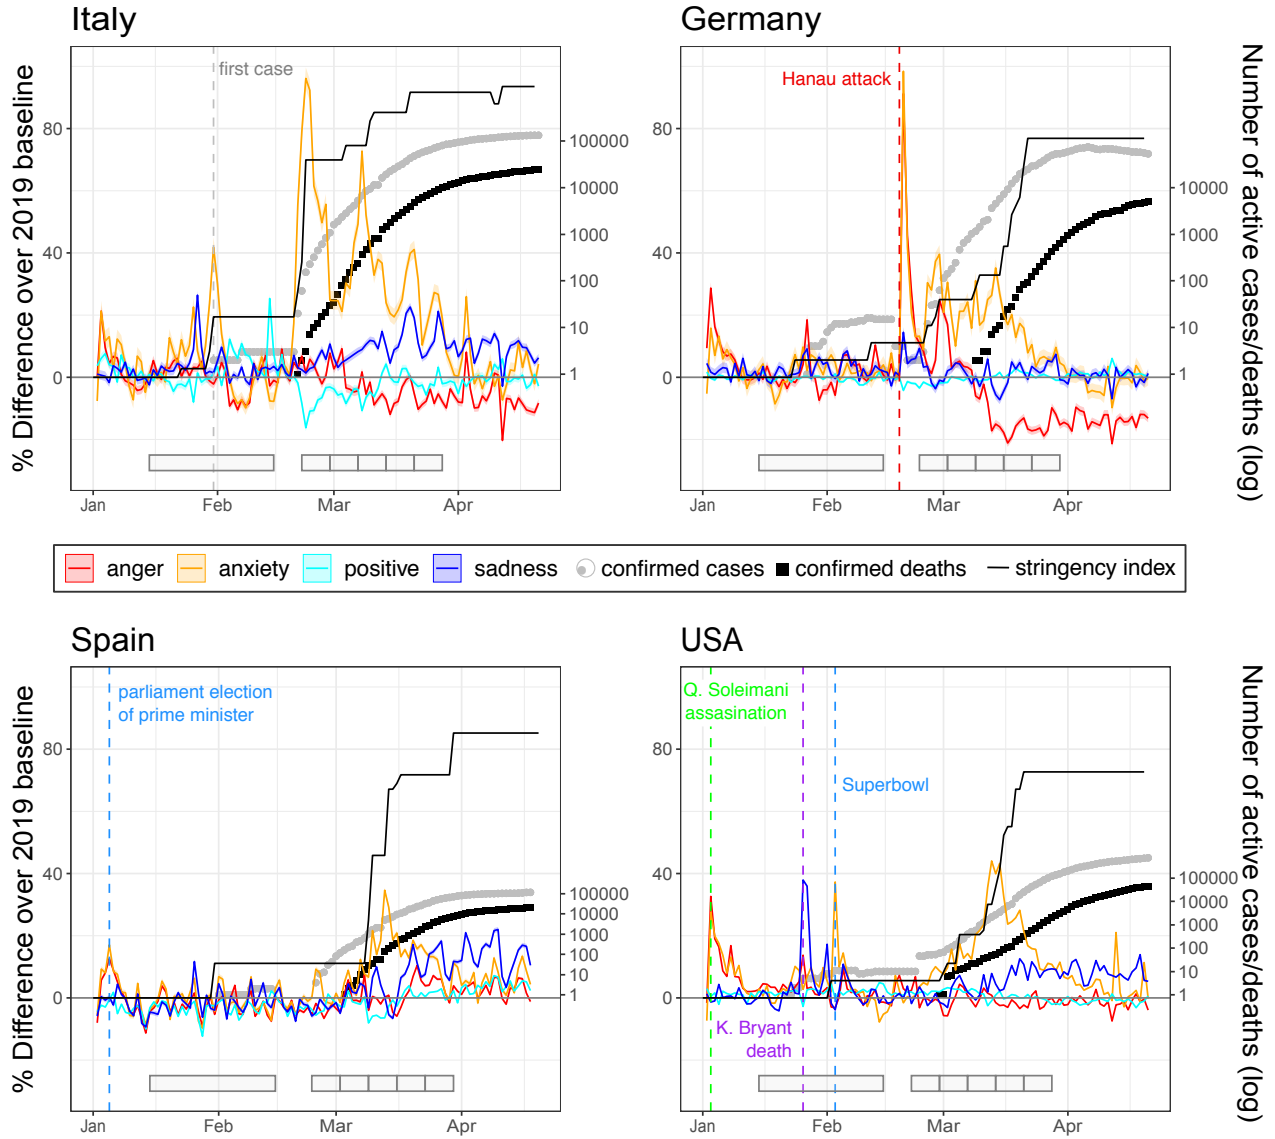 Italy
Germany
% Difference over 2019 baseline
first case
80
40
0
100000
10000
1000
100
10
1
Jan
Feb
Mar
Apr
Hanau attack
80
40
0
10000
1000
100
10
1
Jan
Feb
Mar
Apr
Number of active cases/deaths (log)
anger
anxiety
positive
sadness
confirmed cases
confirmed deaths
stringency index
Spain
USA
% Difference over 2019 baseline
parliament election
of prime minister
80
40
0
100000
10000
1000
100
10
1
Jan
Feb
Mar
Apr
Q. Soleimani
assasination
Superbowl
K. Bryant
death
80
40
0
100000
10000
1000
100
10
1
Jan
Feb
Mar
Apr
Number of active cases/deaths (log)